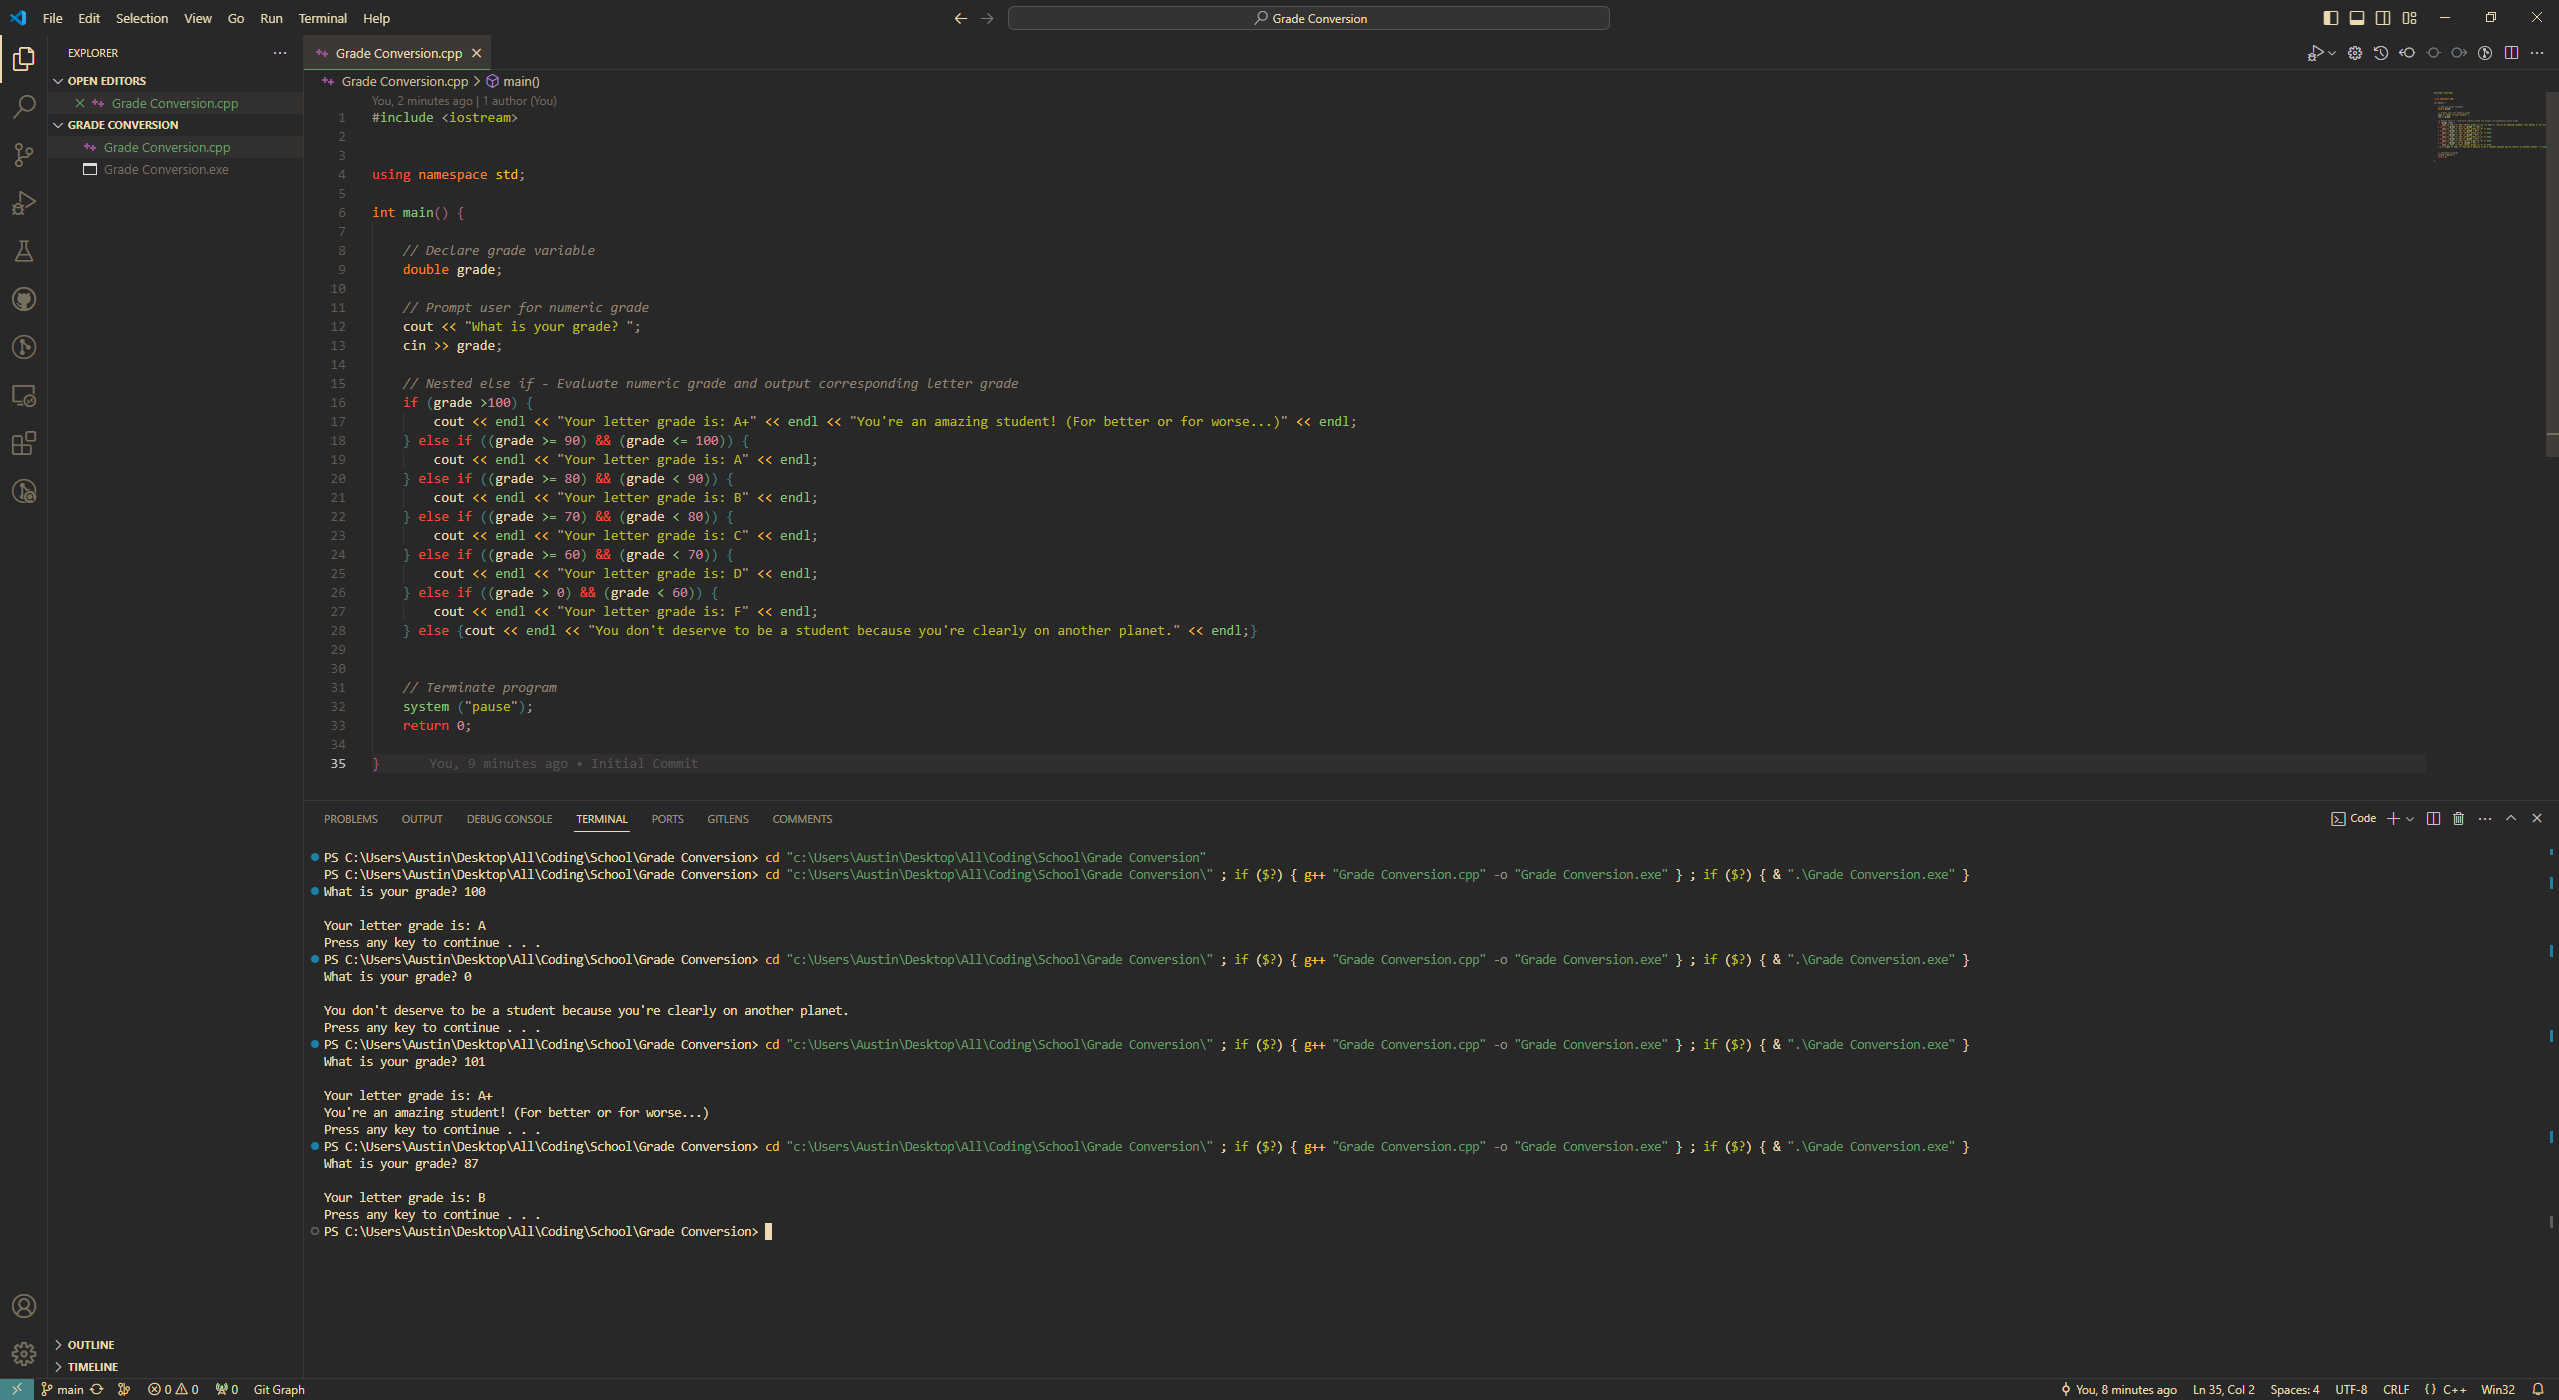 File Edit Selection View Go Run Terminal Help
Grade Conversion
EXPLORER
OPEN EDITORS
Grade Conversion.cpp
GRADE CONVERSION
Grade Conversion.cpp
Grade Conversion.exe
OUTLINE
TIMELINE
Grade Conversion.cpp
Grade Conversion.cpp > main()
You, 2 minutes ago | 1 author (You)
1 #include <iostream>
2
3
4 using namespace std;
5
6 int main() {
7
8 // Declare grade variable
9 double grade;
10
11 // Prompt user for numeric grade
12 cout << "What is your grade? ";
13 cin >> grade;
14
15 // Nested else if - Evaluate numeric grade and output corresponding letter grade
16 if (grade >100) {
17 cout << endl << "Your letter grade is: A+" << endl << "You're an amazing student! (For better or for worse...)" << endl;
18 } else if ((grade >= 90) && (grade <= 100)) {
19 cout << endl << "Your letter grade is: A" << endl;
20 } else if ((grade >= 80) && (grade < 90)) {
21 cout << endl << "Your letter grade is: B" << endl;
22 } else if ((grade >= 70) && (grade < 80)) {
23 cout << endl << "Your letter grade is: C" << endl;
24 } else if ((grade >= 60) && (grade < 70)) {
25 cout << endl << "Your letter grade is: D" << endl;
26 } else if ((grade > 0) && (grade < 60)) {
27 cout << endl << "Your letter grade is: F" << endl;
28 } else {cout << endl << "You don't deserve to be a student because you're clearly on another planet." << endl;}
29
30
31 // Terminate program
32 system ("pause");
33 return 0;
34
35 } You, 9 minutes ago • Initial Commit
PROBLEMS OUTPUT DEBUG CONSOLE TERMINAL PORTS GITLENS COMMENTS
Code
PS C:\Users\Austin\Desktop\All\Coding\School\Grade Conversion> cd "c:\Users\Austin\Desktop\All\Coding\School\Grade Conversion"
PS C:\Users\Austin\Desktop\All\Coding\School\Grade Conversion> cd "c:\Users\Austin\Desktop\All\Coding\School\Grade Conversion\" ; if ($?) { g++ "Grade Conversion.cpp" -o "Grade Conversion.exe" } ; if ($?) { & ".\Grade Conversion.exe" }
What is your grade? 100
Your letter grade is: A
Press any key to continue . . .
PS C:\Users\Austin\Desktop\All\Coding\School\Grade Conversion> cd "c:\Users\Austin\Desktop\All\Coding\School\Grade Conversion\" ; if ($?) { g++ "Grade Conversion.cpp" -o "Grade Conversion.exe" } ; if ($?) { & ".\Grade Conversion.exe" }
What is your grade? 0
You don't deserve to be a student because you're clearly on another planet.
Press any key to continue . . .
PS C:\Users\Austin\Desktop\All\Coding\School\Grade Conversion> cd "c:\Users\Austin\Desktop\All\Coding\School\Grade Conversion\" ; if ($?) { g++ "Grade Conversion.cpp" -o "Grade Conversion.exe" } ; if ($?) { & ".\Grade Conversion.exe" }
What is your grade? 101
Your letter grade is: A+
You're an amazing student! (For better or for worse...)
Press any key to continue . . .
PS C:\Users\Austin\Desktop\All\Coding\School\Grade Conversion> cd "c:\Users\Austin\Desktop\All\Coding\School\Grade Conversion\" ; if ($?) { g++ "Grade Conversion.cpp" -o "Grade Conversion.exe" } ; if ($?) { & ".\Grade Conversion.exe" }
What is your grade? 87
Your letter grade is: B
Press any key to continue . . .
PS C:\Users\Austin\Desktop\All\Coding\School\Grade Conversion>
main 0 0 0 Git Graph You, 8 minutes ago Ln 35, Col 2 Spaces: 4 UTF-8 CRLF {} C++ Win32